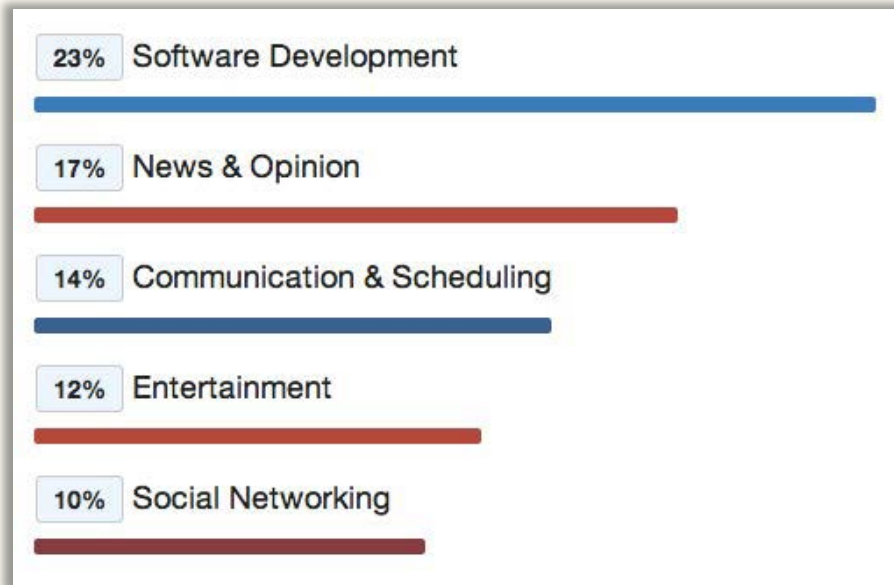 23% Software Development
17% News & Opinion
14% Communication & Scheduling
12% Entertainment
10% Social Networking